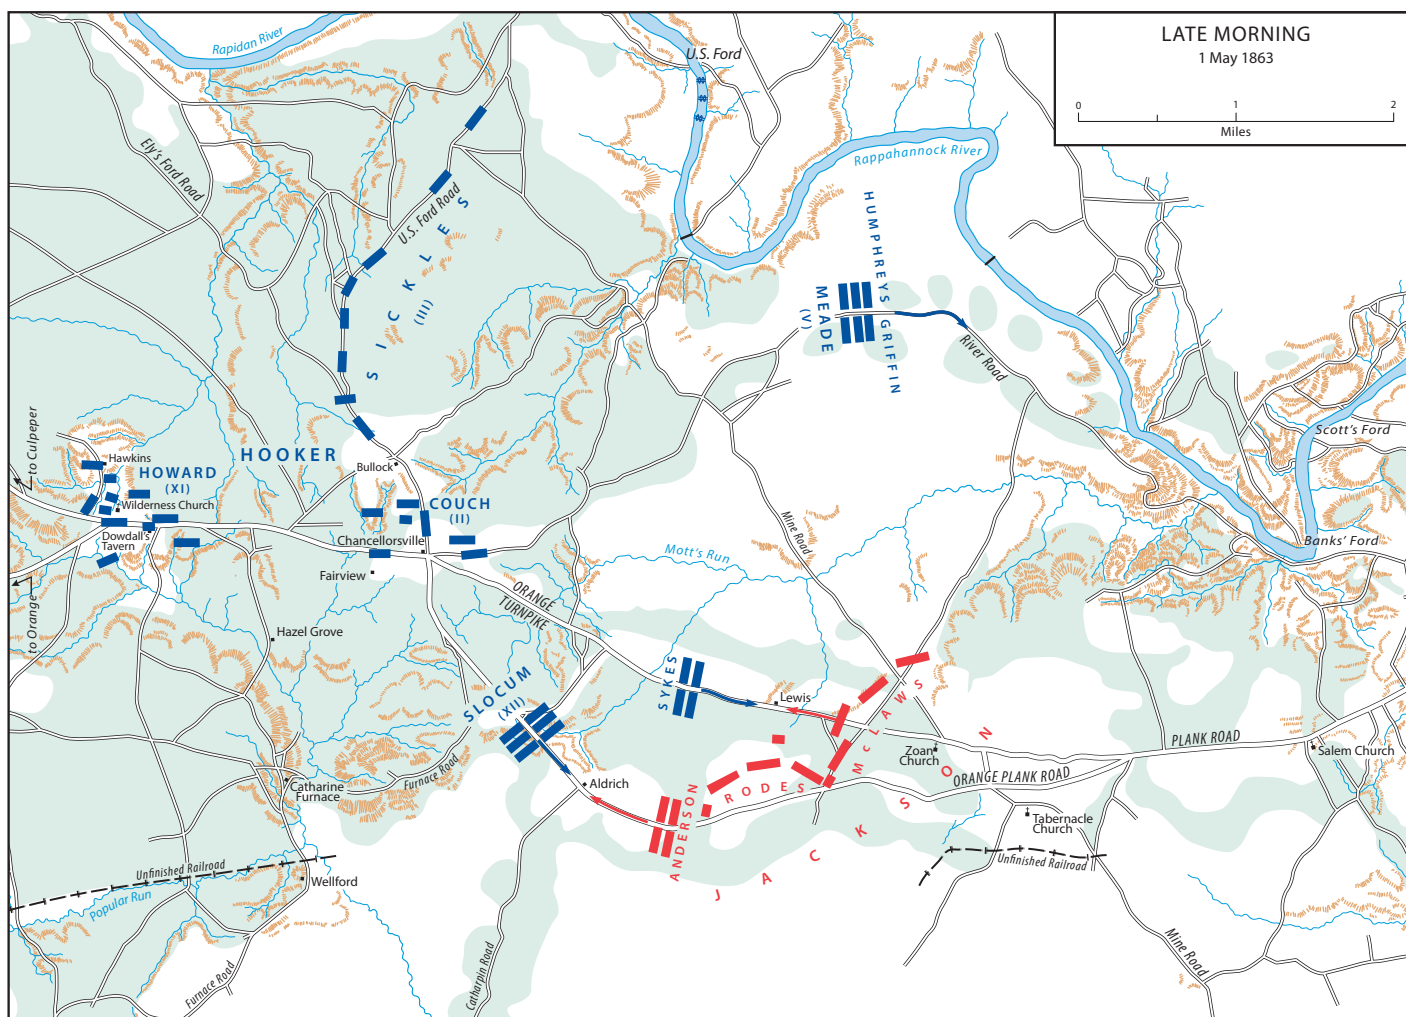 LATE MORNING
1 May 1863
0
1
2
Miles
Rapidan River
U.S. Ford
Ely's Ford Road
Rappahannock River
U.S. Ford Road
SICKLES
(III)
HUMPHREYS
GRIFFIN
MEADE
(V)
River Road
Scott's Ford
to Culpeper
HOOKER
Bullock
Hawkins
HOWARD
(XI)
Wilderness Church
COUCH
(II)
Dowdall's
Tavern
Chancellorsville
Mine Road
Mott's Run
Banks' Ford
Fairview
ORANGE
TURNPIKE
to Orange
Hazel Grove
SYKES
SLOCUM
(XII)
Lewis
McLAWS
Zoan
Church
PLANK ROAD
Salem Church
Furnace Road
Aldrich
ORANGE PLANK ROAD
Catharine
Furnace
RODES
ANDERSON
JACKSON
Tabernacle
Church
Unfinished Railroad
Unfinished Railroad
Wellford
Popular Run
Furnace Road
Catharpin Road
Mine Road